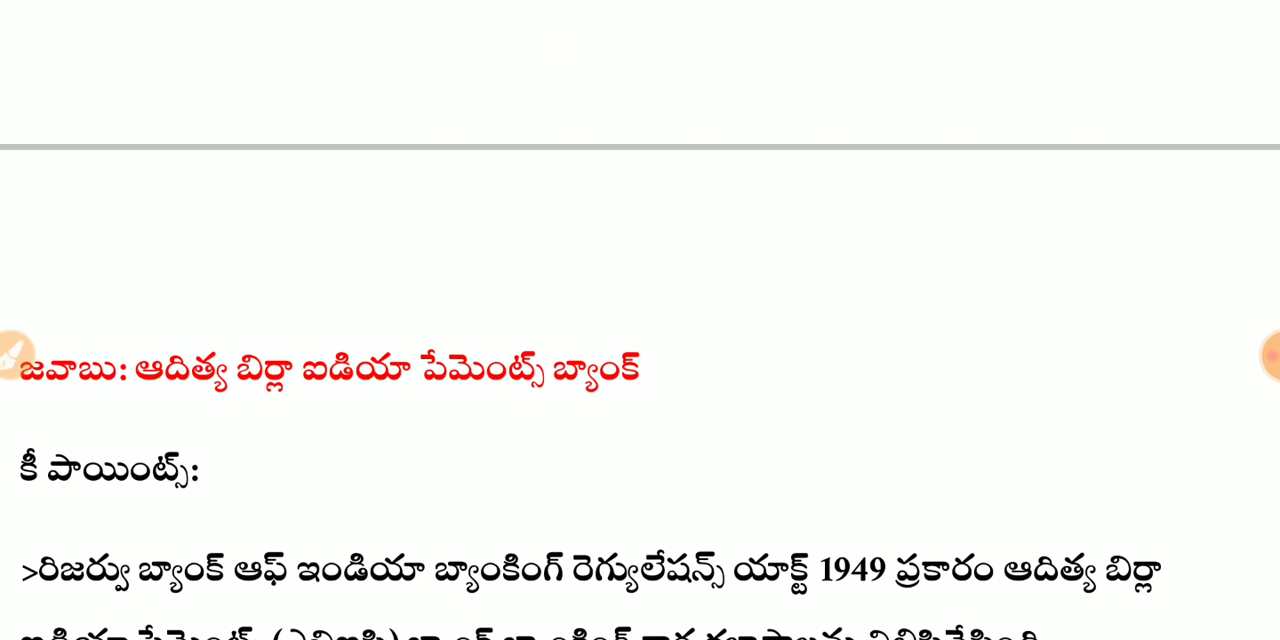 జవాబు: ఆదిత్య బిర్లా ఐడియా పేమెంట్స్ బ్యాంక్
కీ పాయింట్స్:
>రిజర్వు బ్యాంక్ ఆఫ్ ఇండియా బ్యాంకింగ్ రెగ్యులేషన్స్ యాక్ట్ 1949 ప్రకారం ఆదిత్య బిర్లా